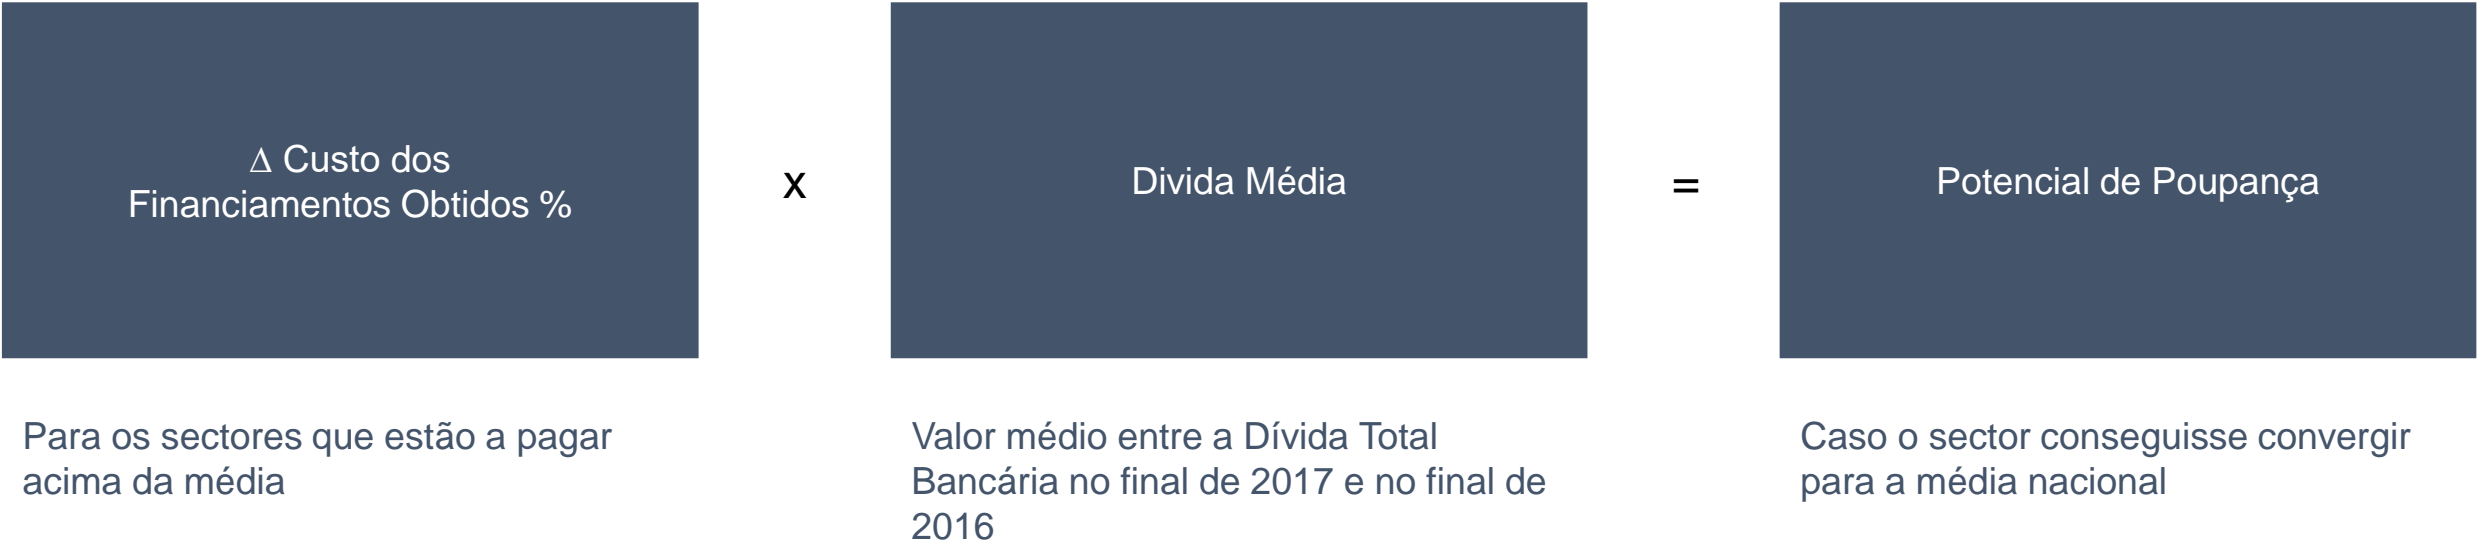 Δ Custo dos
Financiamentos Obtidos %
x
Divida Média
=
Potencial de Poupança
Para os sectores que estão a pagar
acima da média
Valor médio entre a Dívida Total
Bancária no final de 2017 e no final de
2016
Caso o sector conseguisse convergir
para a média nacional